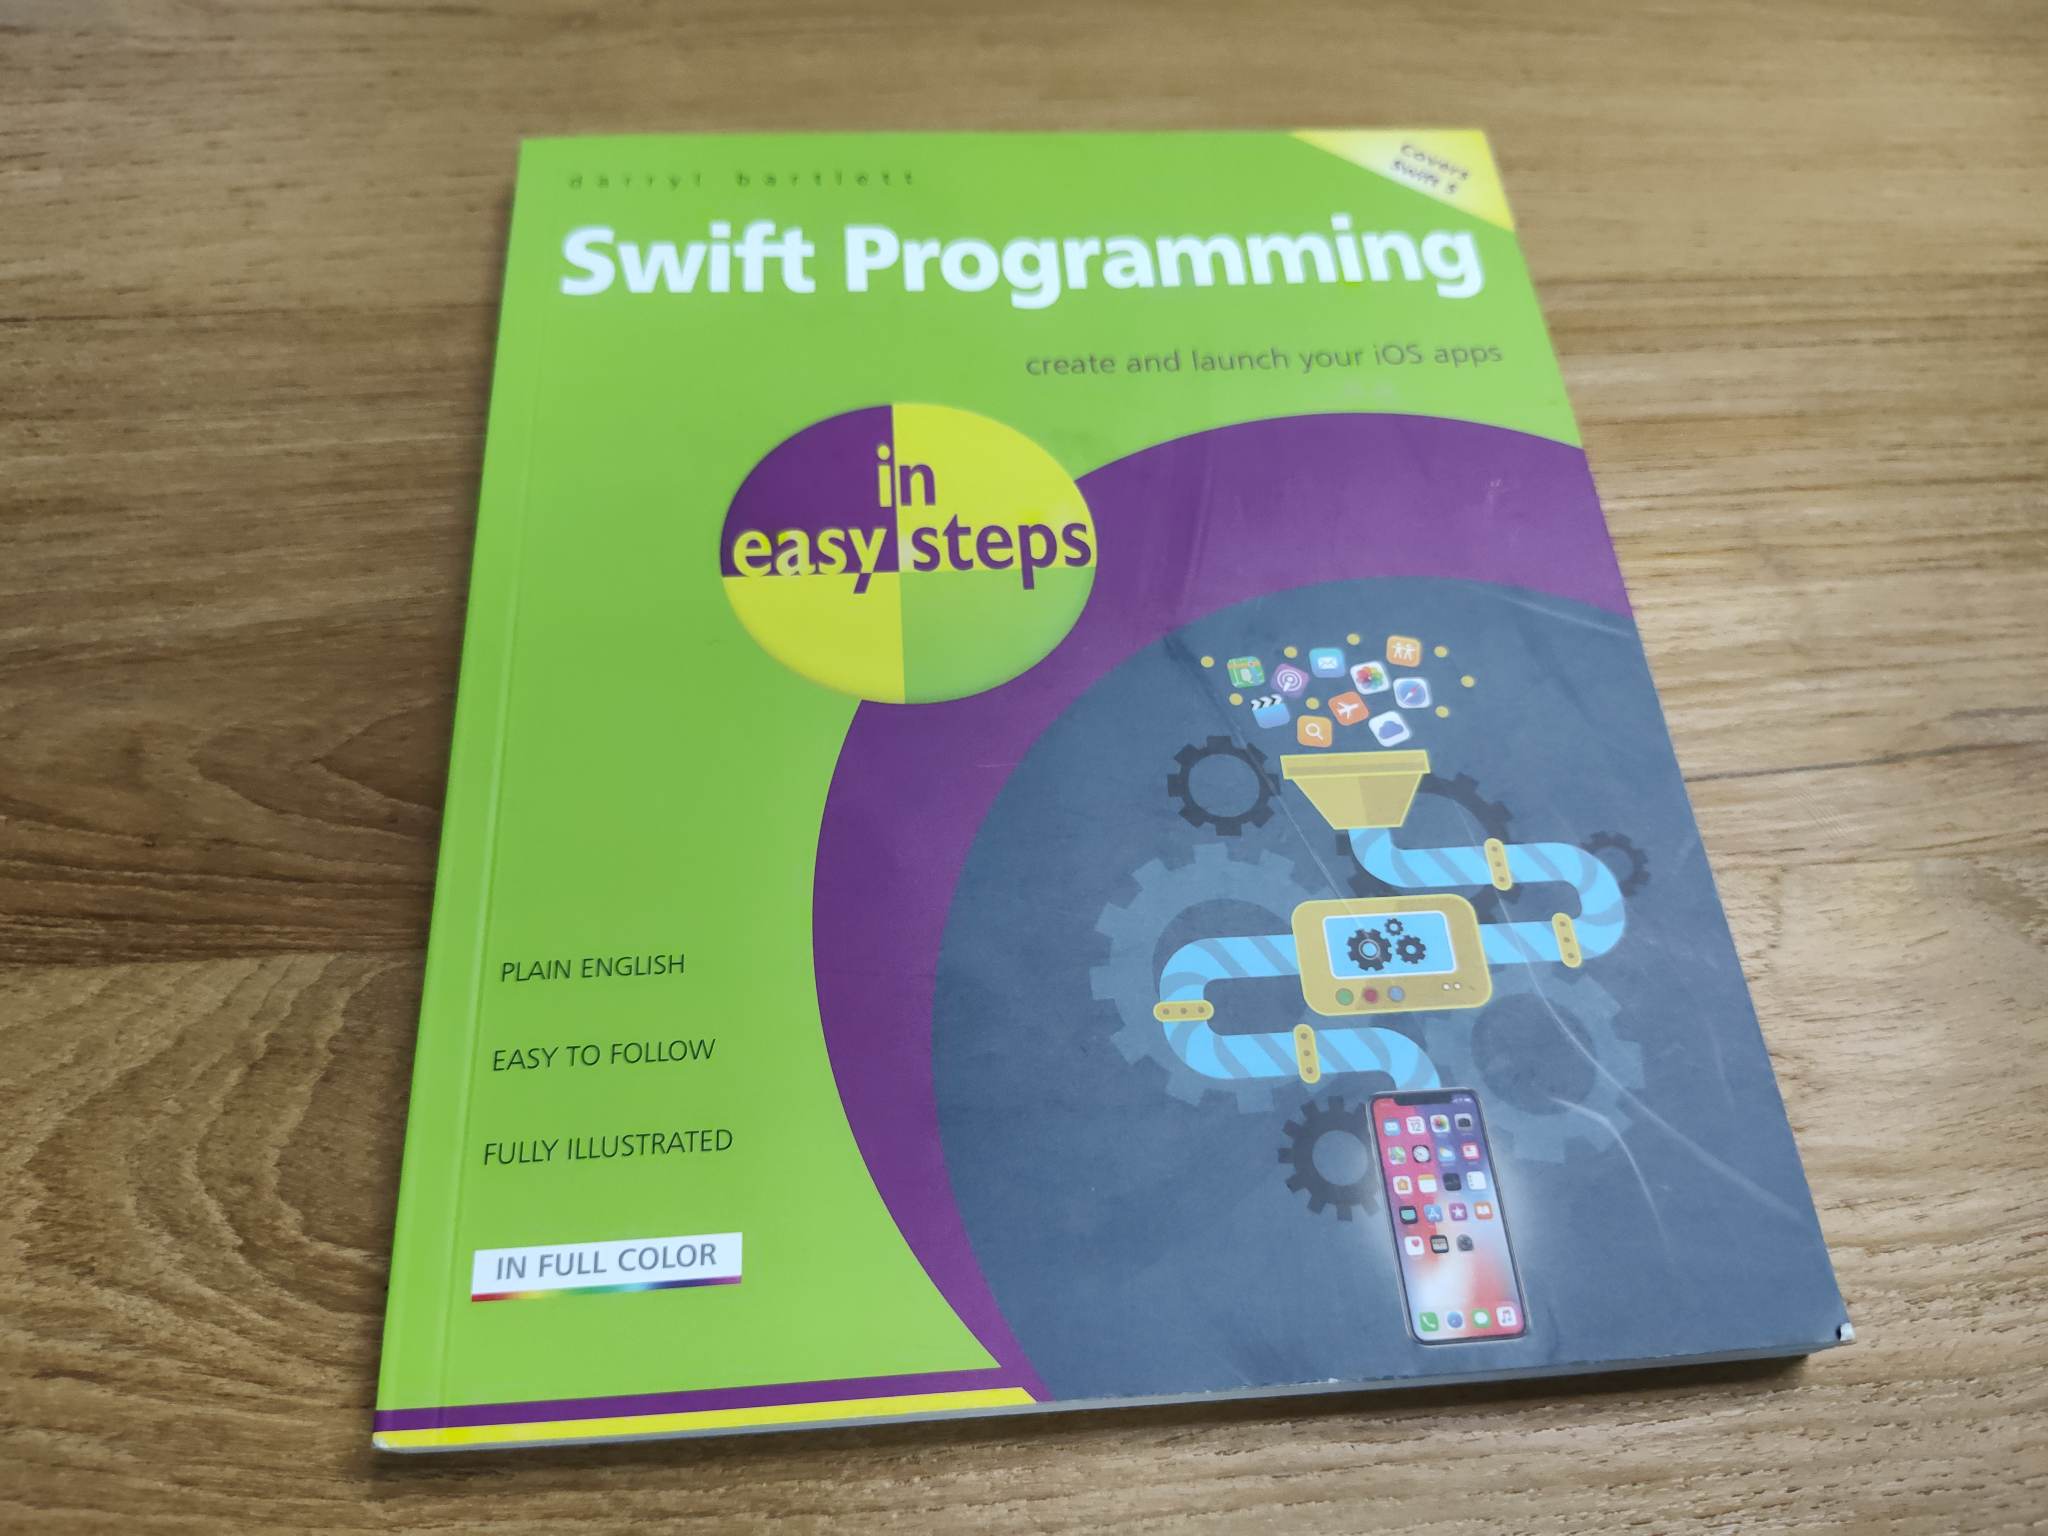 darryl bartlett
Covers
Swift 5
Swift Programming
create and launch your iOS apps
in
easy steps
PLAIN ENGLISH
EASY TO FOLLOW
FULLY ILLUSTRATED
IN FULL COLOR
12